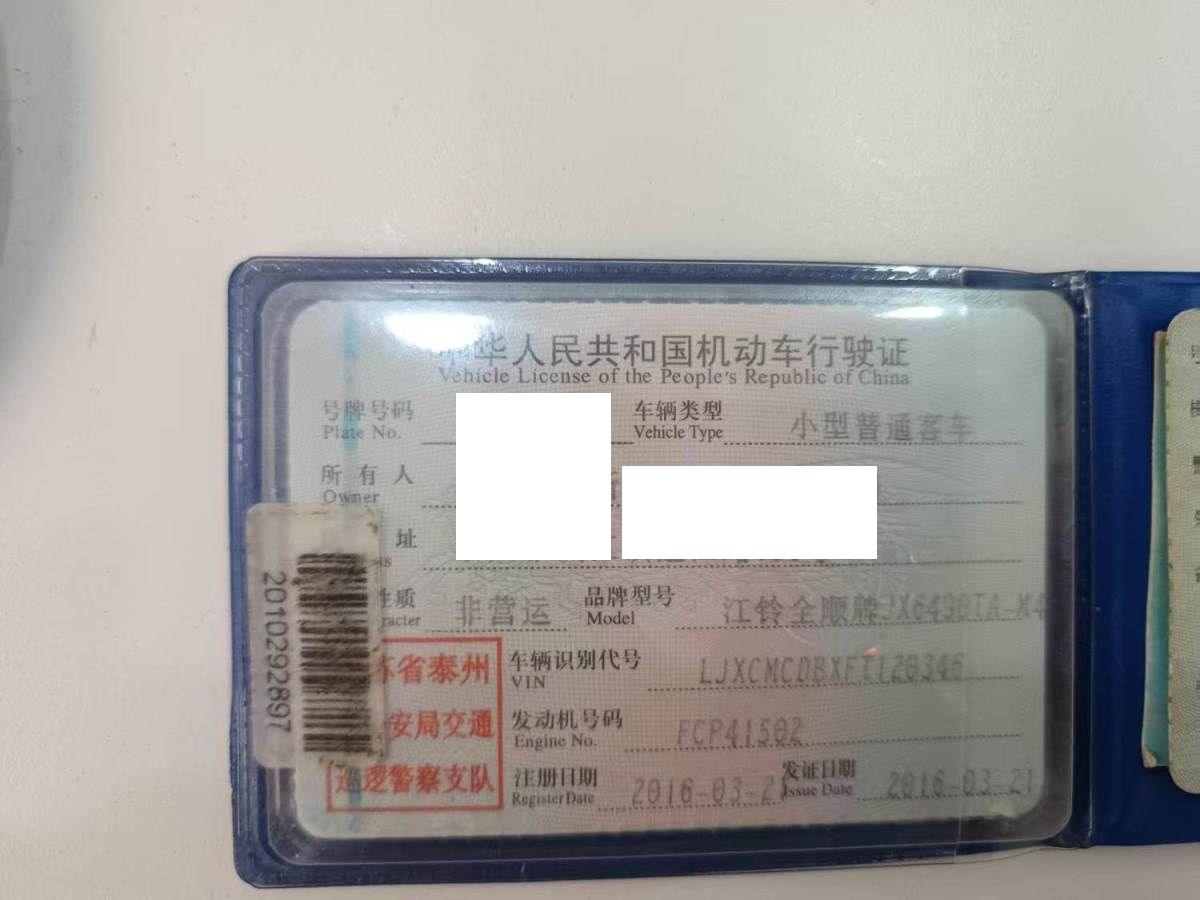 华人民共和国机动车行驶证
Vehicle License of the People's Republic of China
号牌号码
Plate No.
车辆类型
Vehicle Type
小型普通客车
所有人
Owner
址
性质
racter
非营运
品牌型号
Model
江铃全顺牌JX6490TA-M4
省泰州
安局交通
巡逻警察支队
车辆识别代号
VIN
发动机号码
Engine No.
FCP41502
注册日期
Register Date
2016-03-21
发证日期
Issue Date
2016-03-21
2010292897